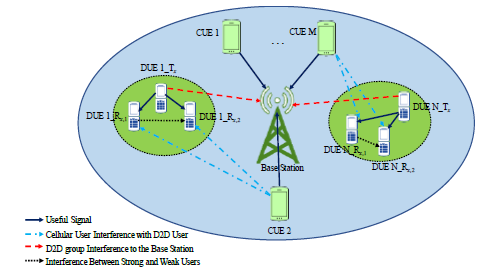 CUE 1
CUE M
. . .
DUE 1_Tx
DUE 1_Rx,1
DUE 1_Rx,2
DUE N_Tx
DUE N_Rx,1
DUE N_Rx,2
Base Station
CUE 2
Useful Signal
Cellular User Interference with D2D User
D2D group Interference to the Base Station
Interference Between Strong and Weak Users